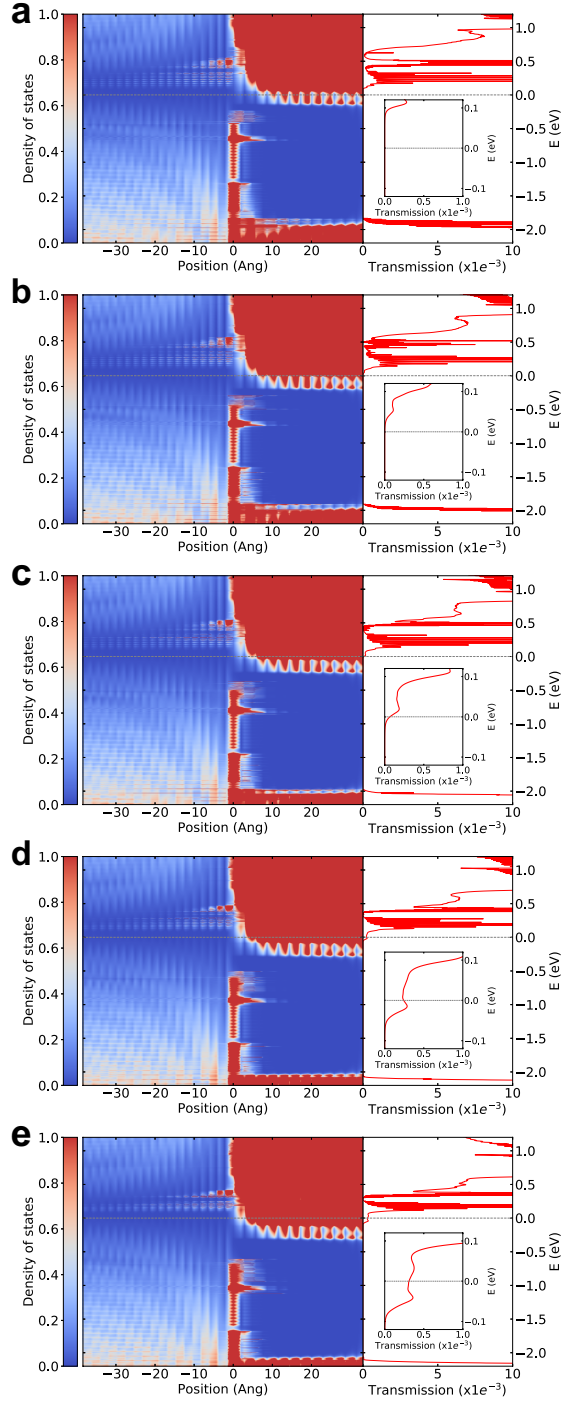 a
Density of states
1.0
0.8
0.6
0.4
0.2
0.0
−30 −20 −10 0 10 20
Position (Ang)
0 5 10
Transmission (x1e⁻³)
1.0
0.5
0.0
−0.5
−1.0
−1.5
−2.0
E (eV)
0.1
0.0
−0.1
E (eV)
0.0 0.5 1.0
Transmission (x1e⁻³)
b
Density of states
1.0
0.8
0.6
0.4
0.2
0.0
−30 −20 −10 0 10 20
Position (Ang)
0 5 10
Transmission (x1e⁻³)
1.0
0.5
0.0
−0.5
−1.0
−1.5
−2.0
E (eV)
0.1
0.0
−0.1
E (eV)
0.0 0.5 1.0
Transmission (x1e⁻³)
c
Density of states
1.0
0.8
0.6
0.4
0.2
0.0
−30 −20 −10 0 10 20
Position (Ang)
0 5 10
Transmission (x1e⁻³)
1.0
0.5
0.0
−0.5
−1.0
−1.5
−2.0
E (eV)
0.1
0.0
−0.1
E (eV)
0.0 0.5 1.0
Transmission (x1e⁻³)
d
Density of states
1.0
0.8
0.6
0.4
0.2
0.0
−30 −20 −10 0 10 20
Position (Ang)
0 5 10
Transmission (x1e⁻³)
1.0
0.5
0.0
−0.5
−1.0
−1.5
−2.0
E (eV)
0.1
0.0
−0.1
E (eV)
0.0 0.5 1.0
Transmission (x1e⁻³)
e
Density of states
1.0
0.8
0.6
0.4
0.2
0.0
−30 −20 −10 0 10 20
Position (Ang)
0 5 10
Transmission (x1e⁻³)
1.0
0.5
0.0
−0.5
−1.0
−1.5
−2.0
E (eV)
0.1
0.0
−0.1
E (eV)
0.0 0.5 1.0
Transmission (x1e⁻³)